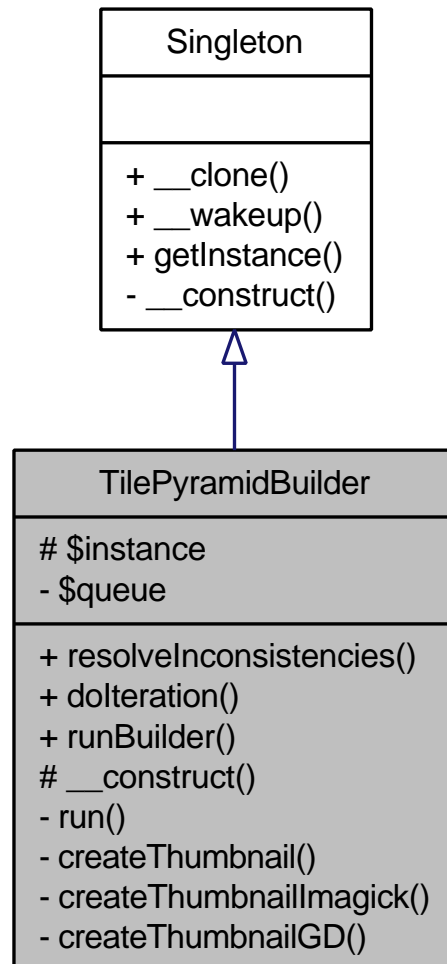 Singleton
+ __clone()
+ __wakeup()
+ getInstance()
- __construct()
TilePyramidBuilder
# $instance
- $queue
+ resolveInconsistencies()
+ doIteration()
+ runBuilder()
# __construct()
- run()
- createThumbnail()
- createThumbnailImagick()
- createThumbnailGD()